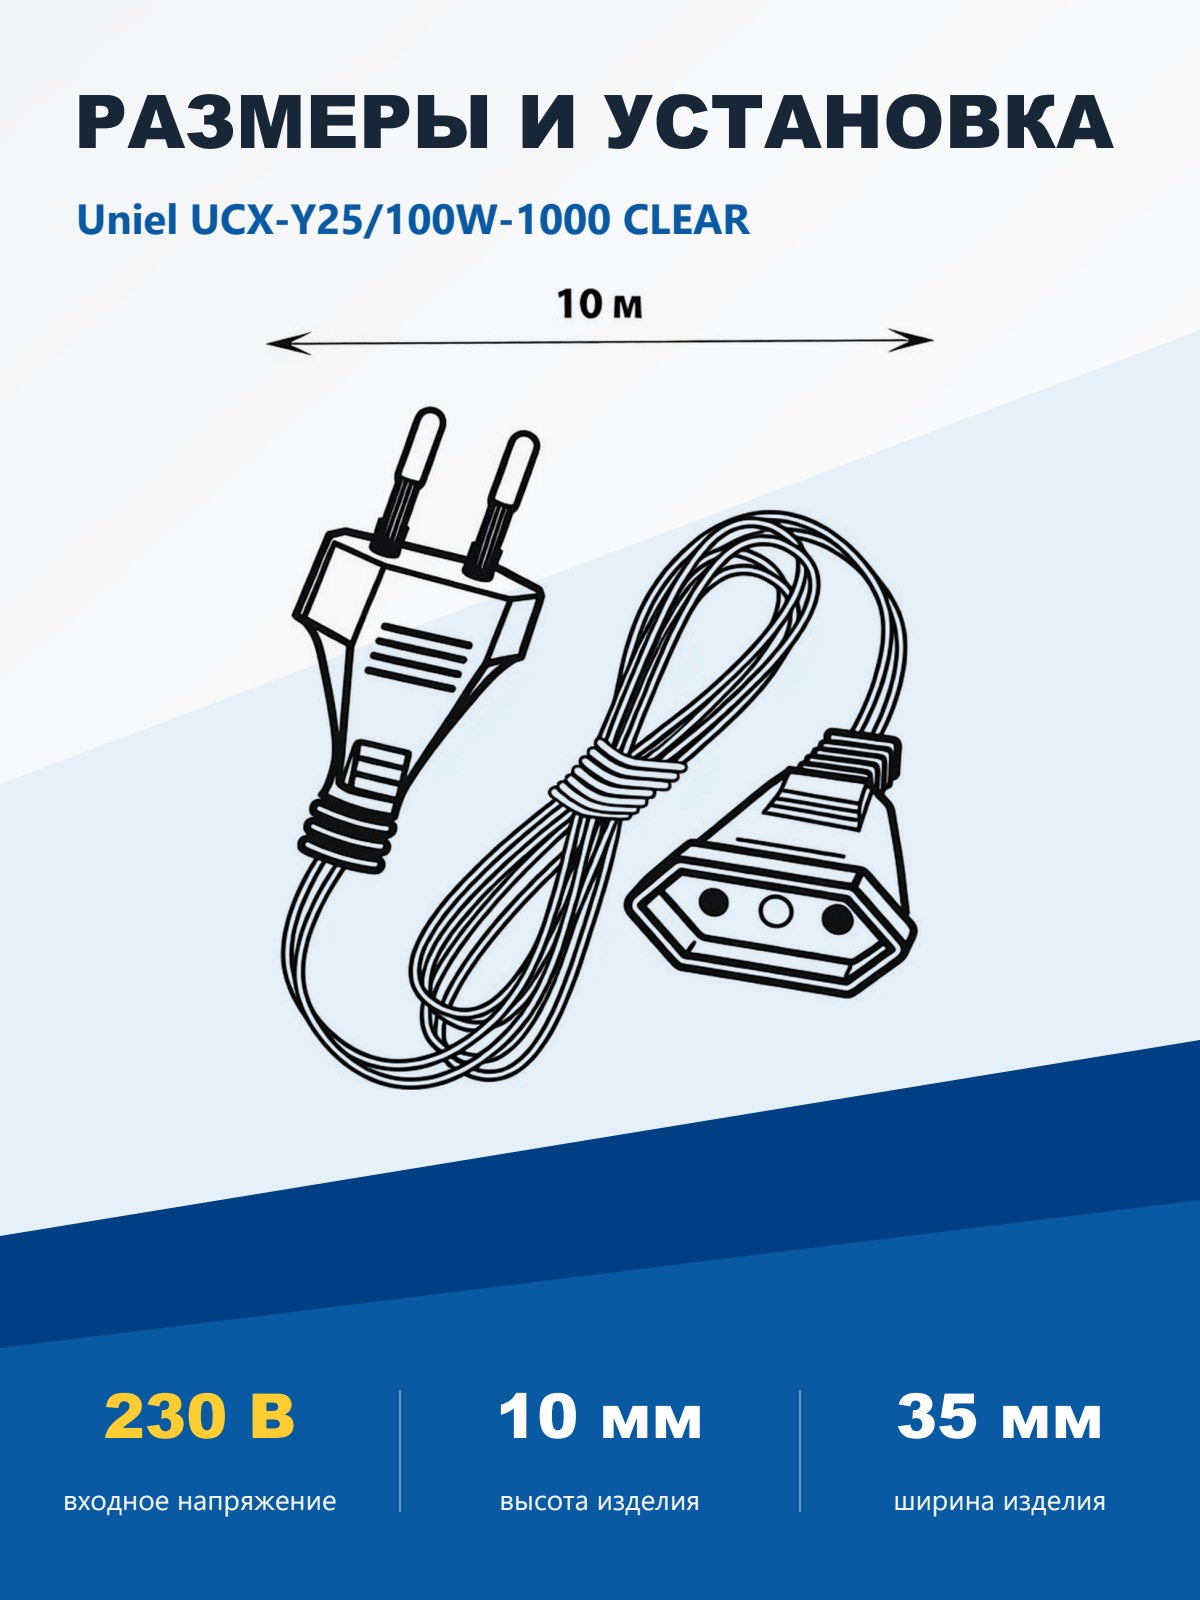 РАЗМЕРЫ И УСТАНОВКА
Uniel UCX-Y25/100W-1000 CLEAR
10 м
230 В
входное напряжение
10 мм
высота изделия
35 мм
ширина изделия